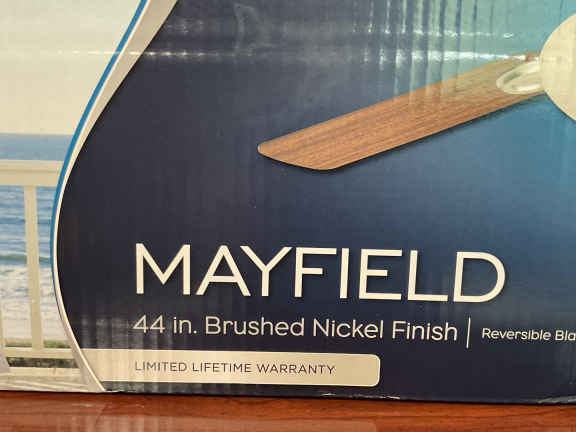 MAYFIELD
44 in. Brushed Nickel Finish | Reversible
LIMITED LIFETIME WARRANTY